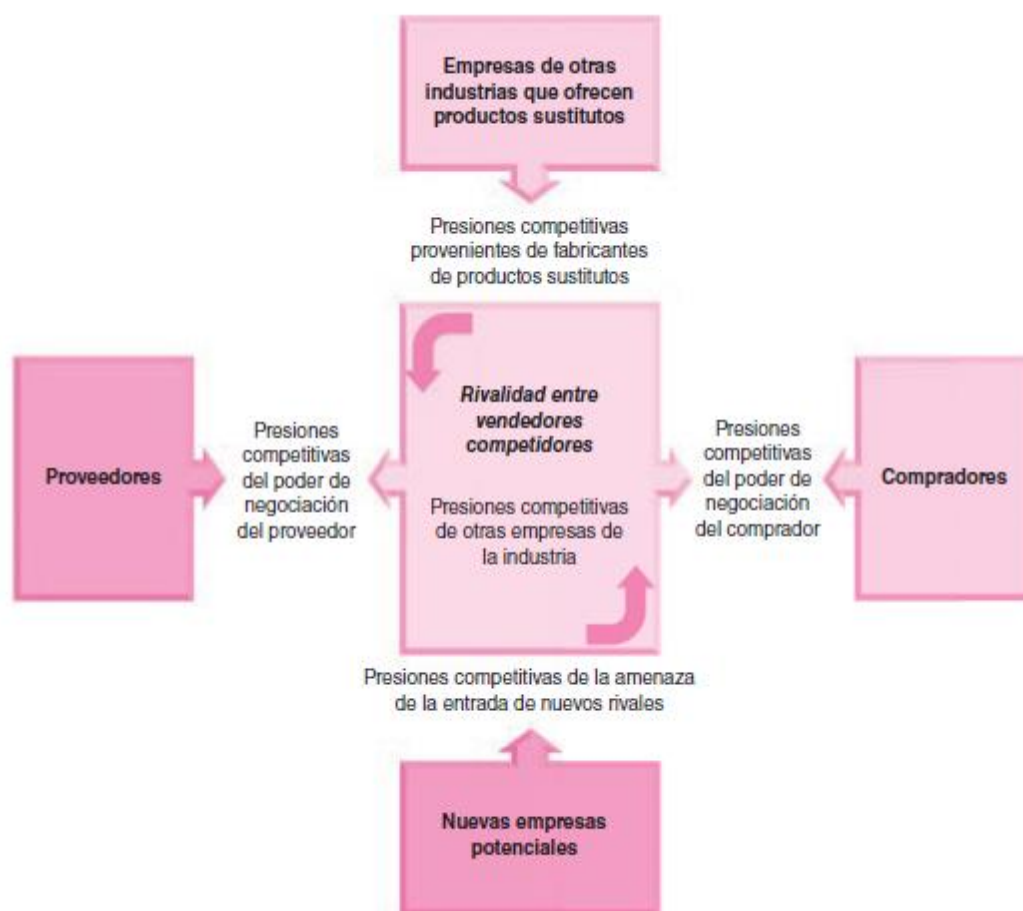 Empresas de otras
industrias que ofrecen
productos sustitutos
Presiones competitivas
provenientes de fabricantes
de productos sustitutos
Proveedores
Presiones
competitivas
del poder de
negociación
del proveedor
Rivalidad entre
vendedores
competidores
Presiones competitivas
de otras empresas de
la industria
Presiones
competitivas
del poder de
negociación
del comprador
Compradores
Presiones competitivas de la amenaza
de la entrada de nuevos rivales
Nuevas empresas
potenciales